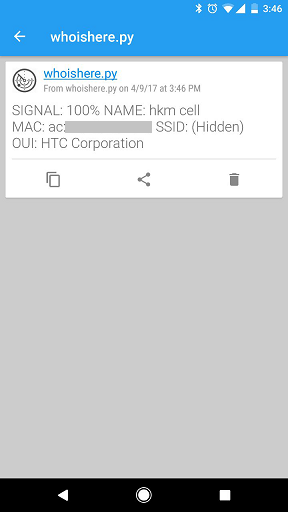 3:46
whoishere.py
whoishere.py
From whoishere.py on 4/9/17 at 3:46 PM
SIGNAL: 100% NAME: hkm cell
MAC: ac: SSID: (Hidden)
OUI: HTC Corporation